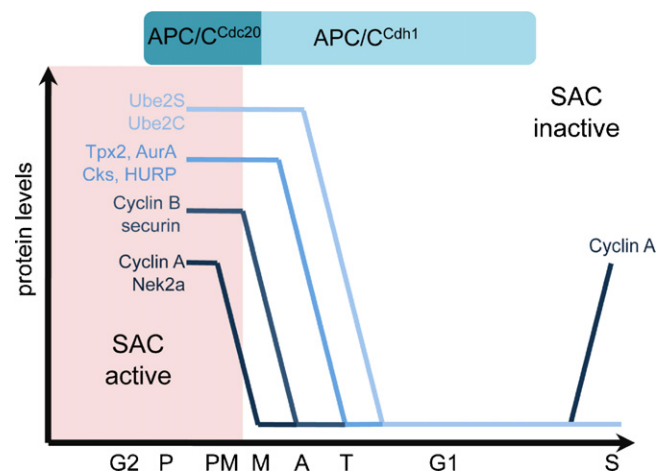 APC/CCdc20 APC/CCdh1
Ube2S
Ube2C
SAC
inactive
Tpx2, AurA
Cks, HURP
Cyclin B
securin
Cyclin A
Nek2a
Cyclin A
protein levels
SAC
active
G2 P PM M A T G1 S